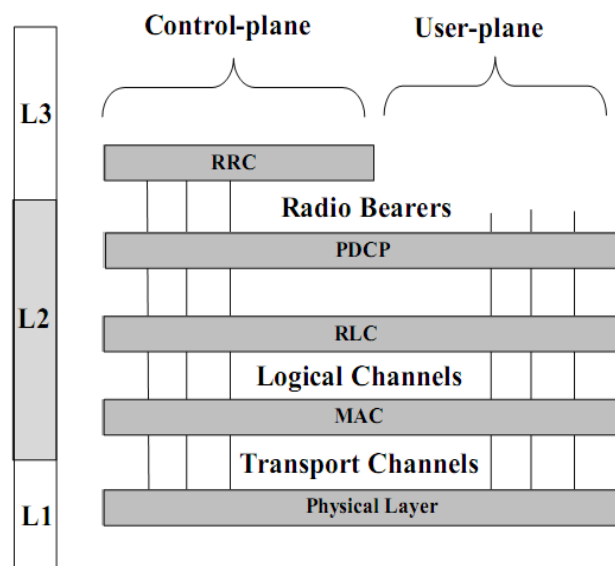 Control-plane
User-plane
L3
RRC
Radio Bearers
PDCP
L2
RLC
Logical Channels
MAC
Transport Channels
Physical Layer
L1